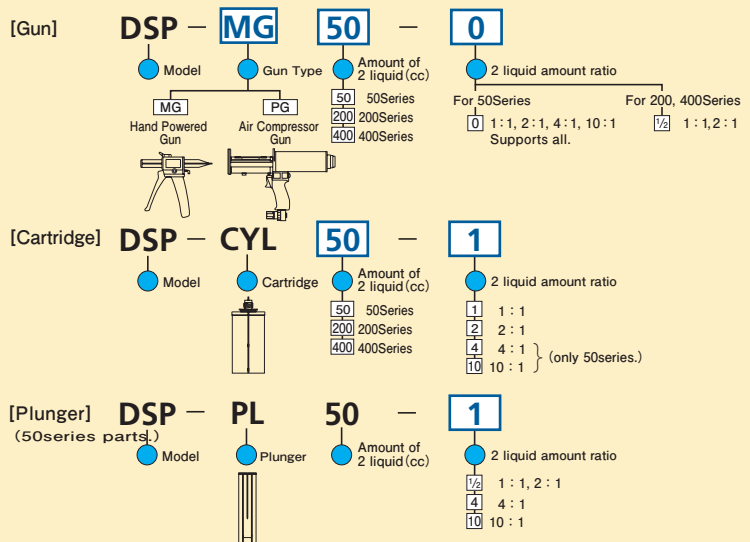 [Gun] DSP － MG 50 － 0
Model
Gun Type
Amount of
2 liquid (cc)
2 liquid amount ratio
MG
Hand Powered
Gun
PG
Air Compressor
Gun
50 50Series
200 200Series
400 400Series
For 50Series
0 1：1, 2：1, 4：1, 10：1
Supports all.
For 200, 400Series
½ 1：1,2：1
[Cartridge] DSP － CYL 50 － 1
Model
Cartridge
Amount of
2 liquid (cc)
2 liquid amount ratio
50 50Series
200 200Series
400 400Series
1 1：1
2 2：1
4 4：1
10 10：1
(only 50series.)
[Plunger] DSP － PL 50 － 1
(50series parts.)
Model
Plunger
Amount of
2 liquid (cc)
2 liquid amount ratio
½ 1：1, 2：1
4 4：1
10 10：1